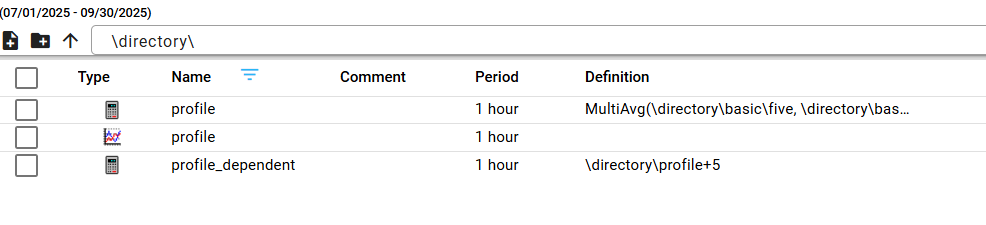 (07/01/2025 - 09/30/2025)
\directory\
Type Name Comment Period Definition
profile 1 hour MultiAvg(\directory\basic\five, \directory\bas...
profile 1 hour
profile_dependent 1 hour \directory\profile+5